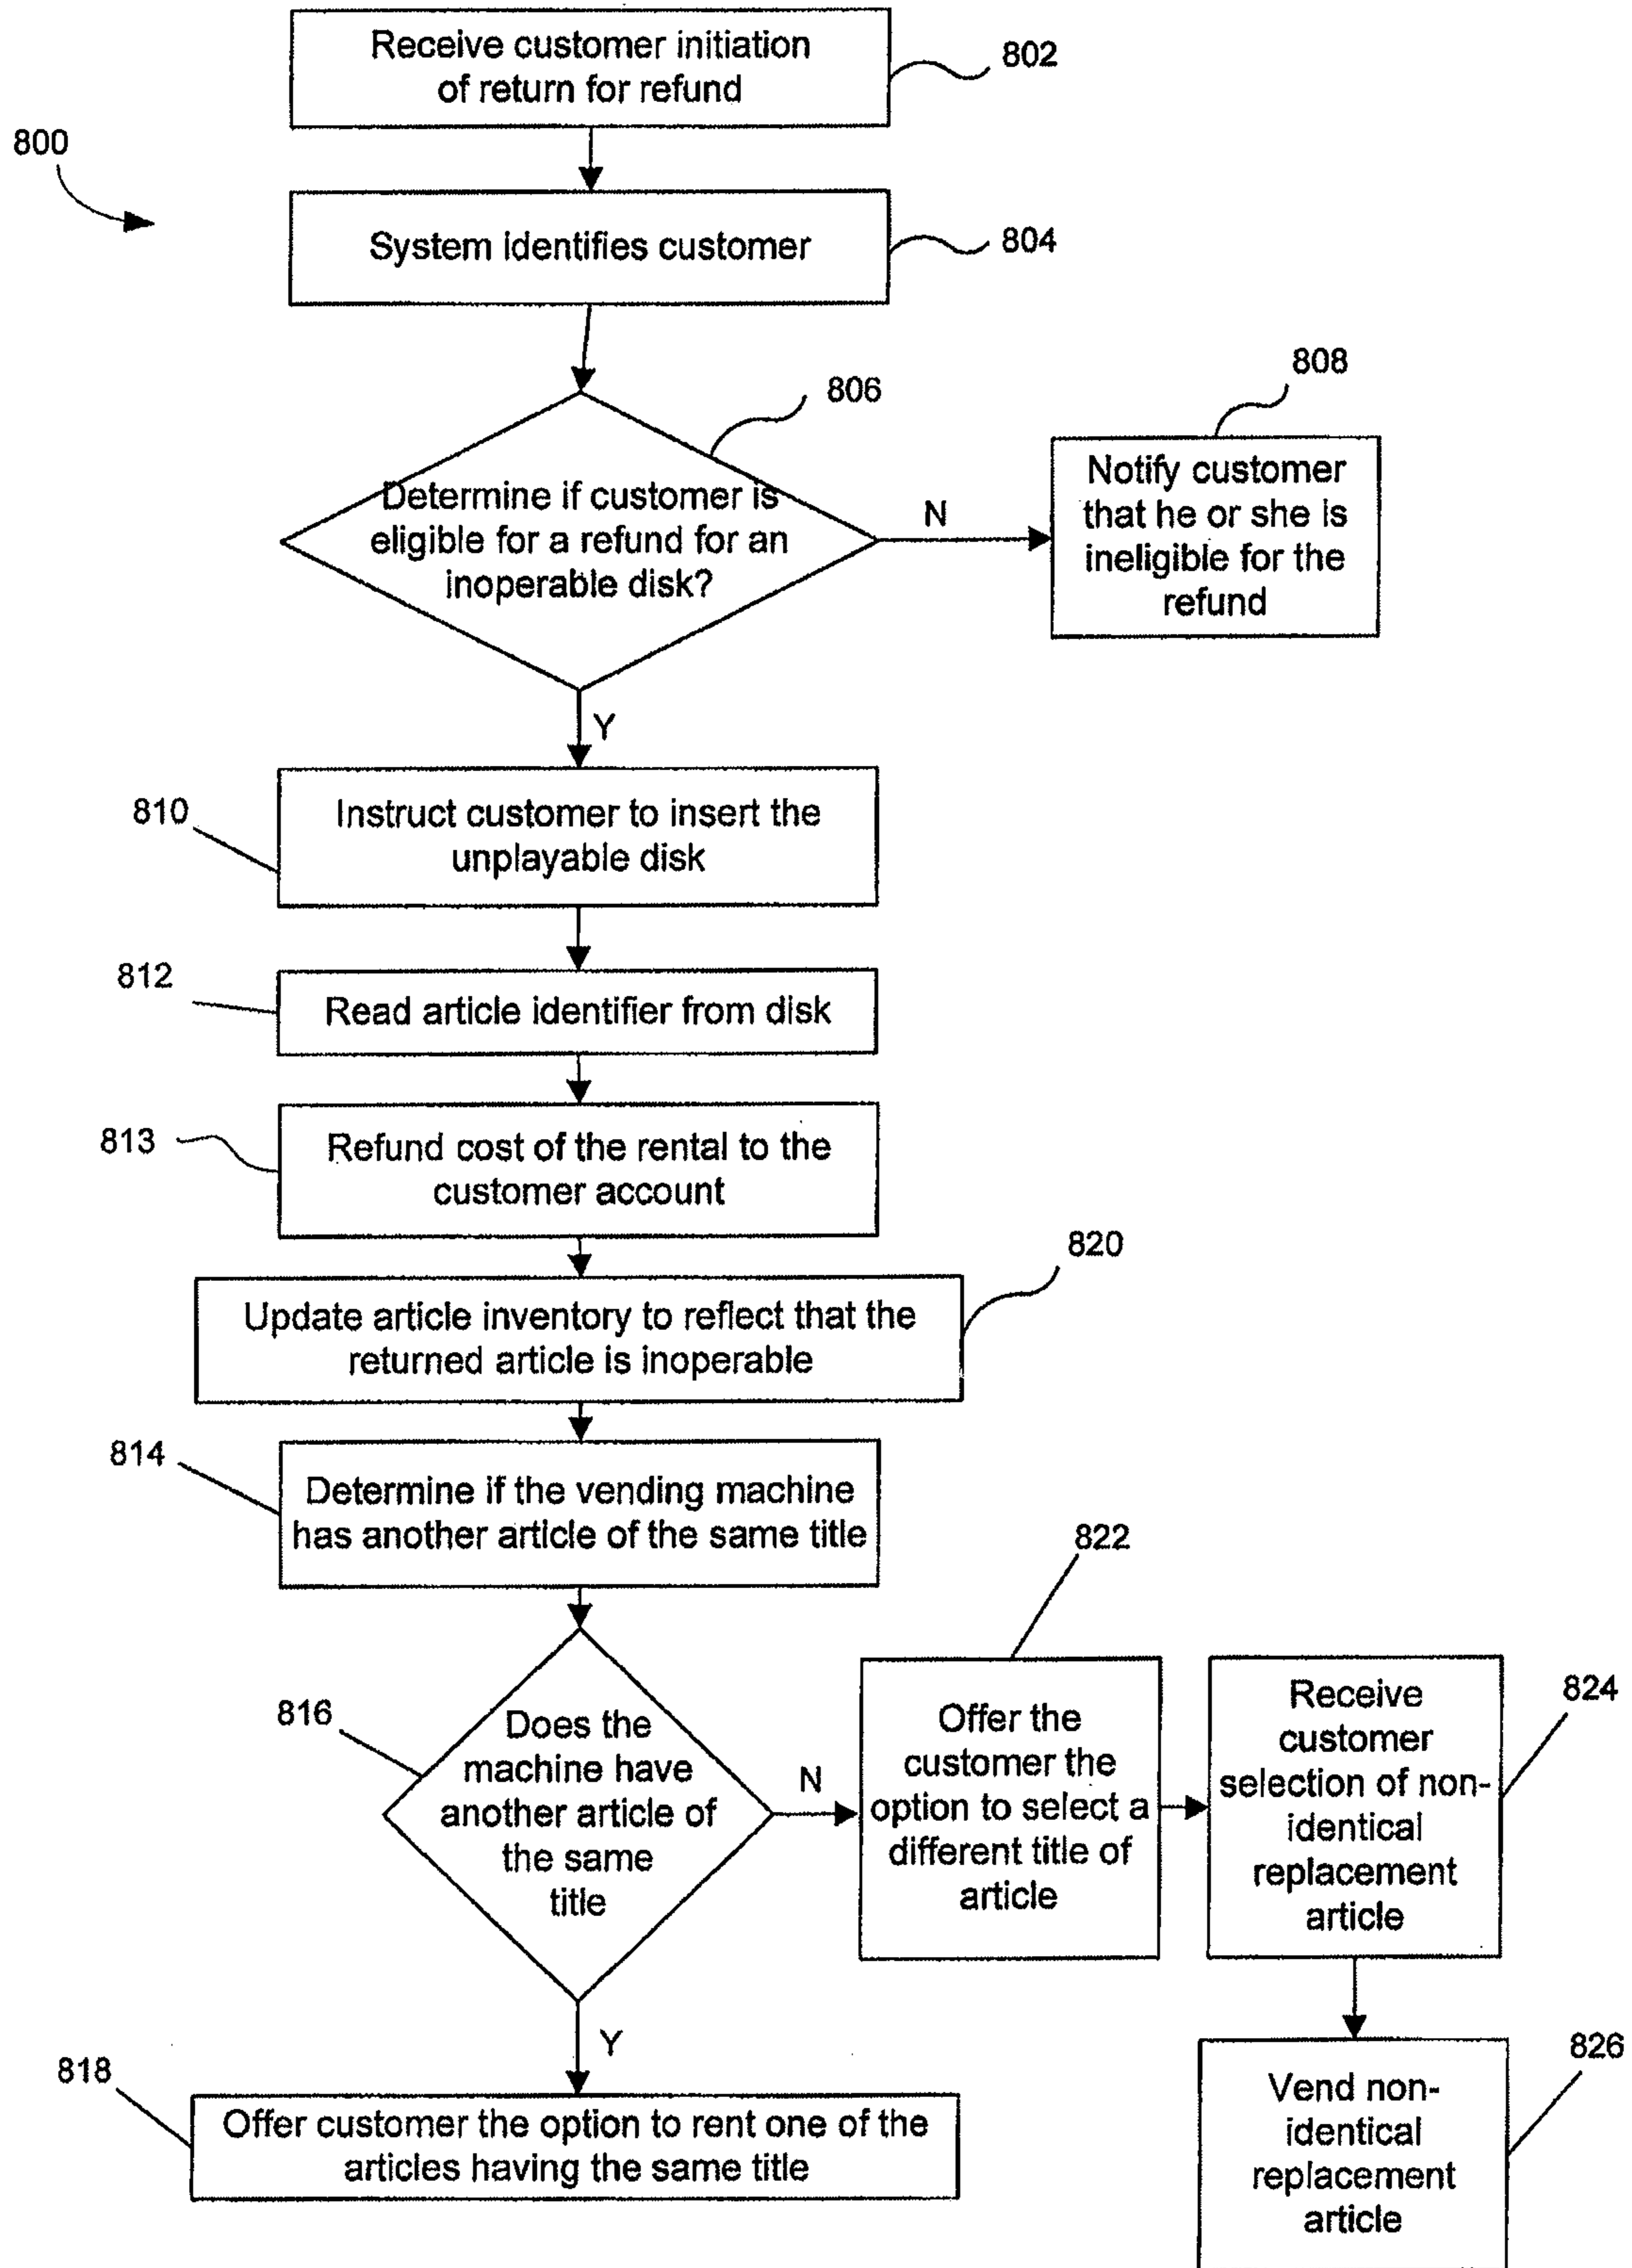 Receive customer initiation
of return for refund
802
800
System identifies customer
804
806
Determine if customer is
eligible for a refund for an
inoperable disk?
N
808
Notify customer
that he or she is
ineligible for the
refund
Y
810
Instruct customer to insert the
unplayable disk
812
Read article identifier from disk
813
Refund cost of the rental to the
customer account
820
Update article inventory to reflect that the
returned article is inoperable
814
Determine if the vending machine
has another article of the same title
816
Does the
machine have
another article of
the same
title
N
822
Offer the
customer the
option to select a
different title of
article
824
Receive
customer
selection of non-
identical
replacement
article
Y
818
Offer customer the option to rent one of the
articles having the same title
826
Vend non-
identical
replacement
article